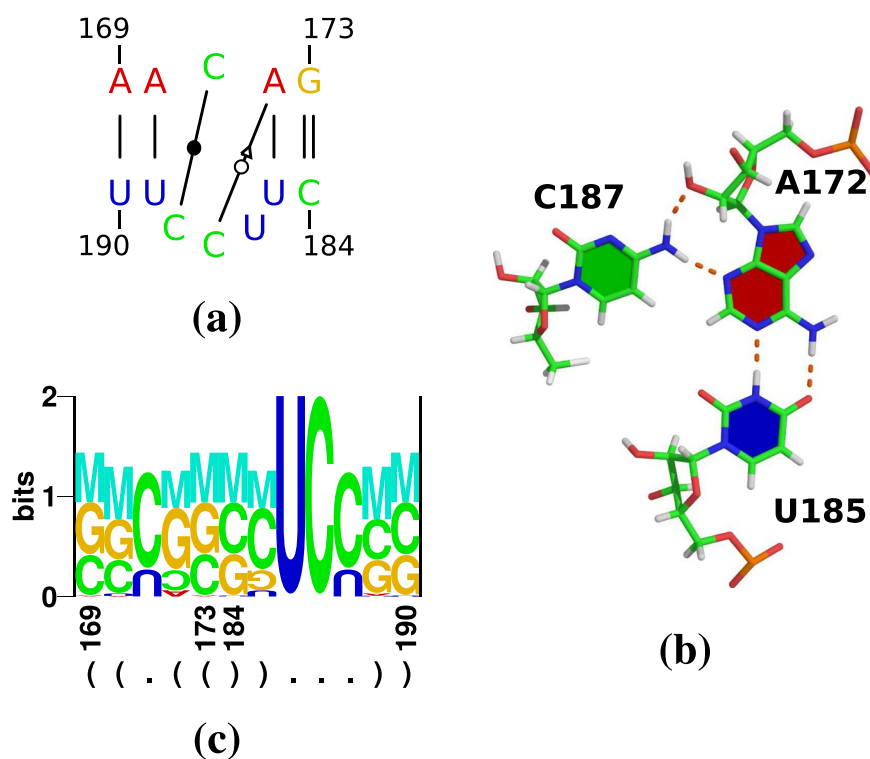 169 173
A A C A G
U U C C U C
190 184
(a)
C187
A172
U185
(b)
2
1
0
bits
M M C M M M M U C C M M
G G G G C C C C
C C U C C G G U G G
169 173 184 190
( ( . ( ( ) ) . . . ) )
(c)